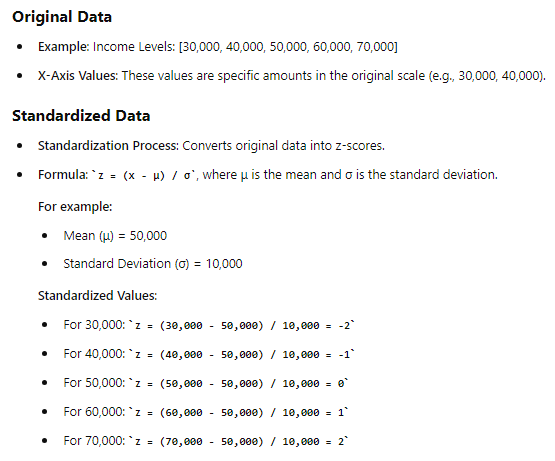 Original Data
• Example: Income Levels: [30,000, 40,000, 50,000, 60,000, 70,000]
• X-Axis Values: These values are specific amounts in the original scale (e.g., 30,000, 40,000).
Standardized Data
• Standardization Process: Converts original data into z-scores.
• Formula: `z = (x - μ) / σ`, where μ is the mean and σ is the standard deviation.
For example:
• Mean (μ) = 50,000
• Standard Deviation (σ) = 10,000
Standardized Values:
• For 30,000: `z = (30,000 - 50,000) / 10,000 = -2`
• For 40,000: `z = (40,000 - 50,000) / 10,000 = -1`
• For 50,000: `z = (50,000 - 50,000) / 10,000 = 0`
• For 60,000: `z = (60,000 - 50,000) / 10,000 = 1`
• For 70,000: `z = (70,000 - 50,000) / 10,000 = 2`